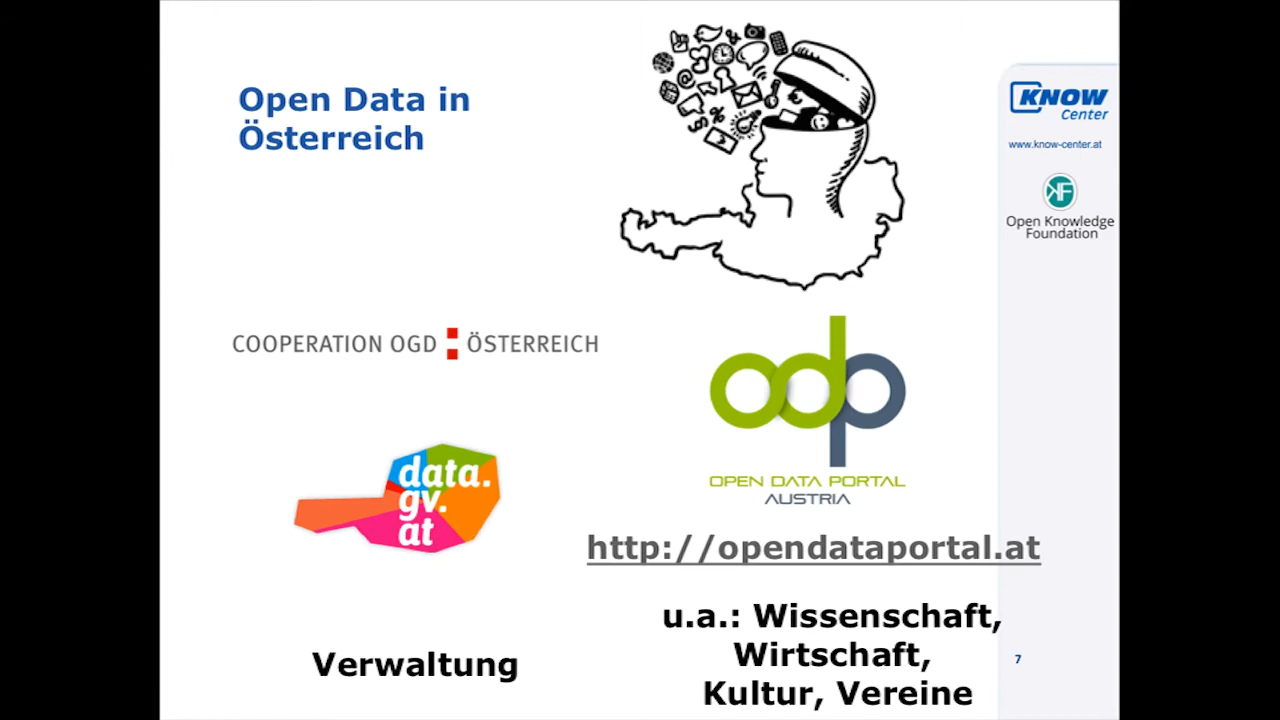 Open Data in
Österreich
KNOW
Center
www.know-center.at
Open Knowledge
Foundation
COOPERATION OGD ÖSTERREICH
odp
OPEN DATA PORTAL
AUSTRIA
data.
gv.
at
http://opendataportal.at
u.a.: Wissenschaft,
Wirtschaft,
Kultur, Vereine
Verwaltung
7